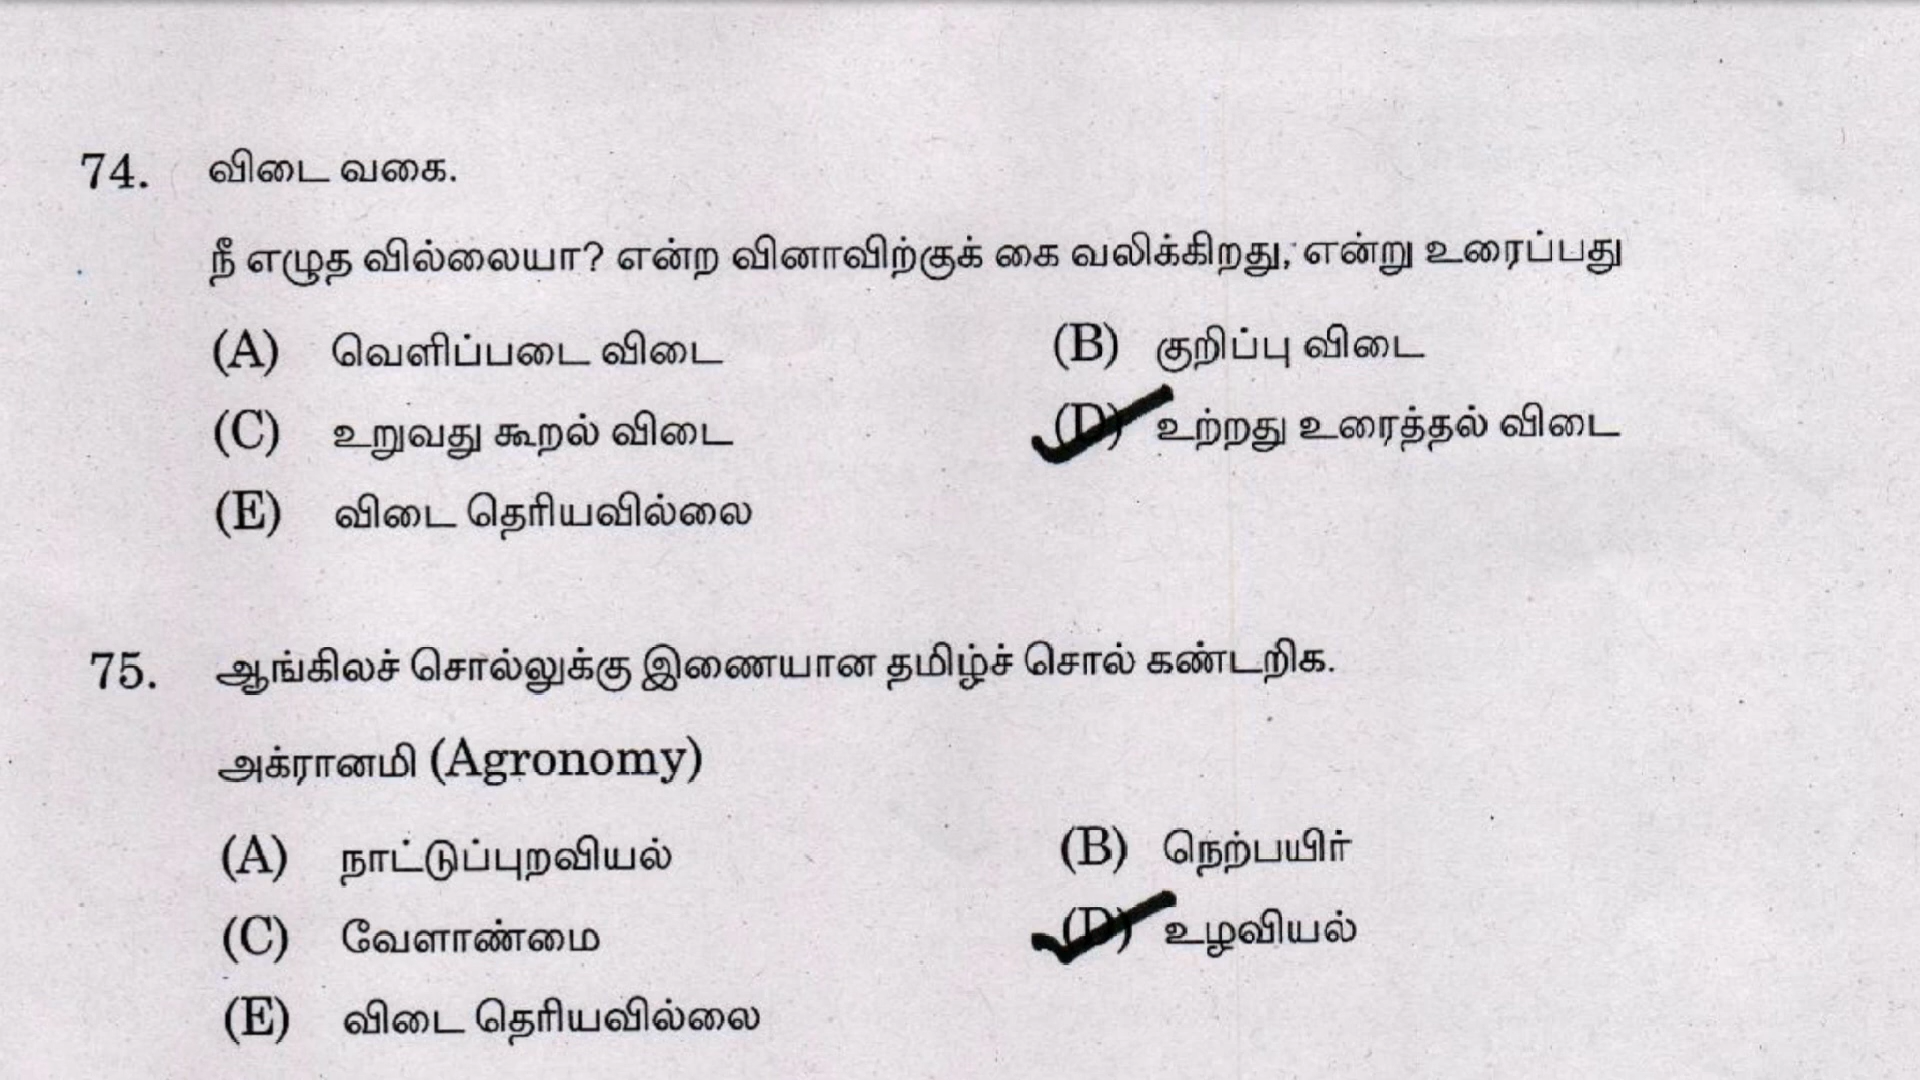 74. விடை வகை.
நீ எழுத வில்லையா? என்ற வினாவிற்குக் கை வலிக்கிறது, என்று உரைப்பது
(A) வெளிப்படை விடை (B) குறிப்பு விடை
(C) உறுவது கூறல் விடை (D) உற்றது உரைத்தல் விடை
(E) விடை தெரியவில்லை
75. ஆங்கிலச் சொல்லுக்கு இணையான தமிழ்ச் சொல் கண்டறிக.
அக்ரானமி (Agronomy)
(A) நாட்டுப்புறவியல் (B) நெற்பயிர்
(C) வேளாண்மை (D) உழவியல்
(E) விடை தெரியவில்லை